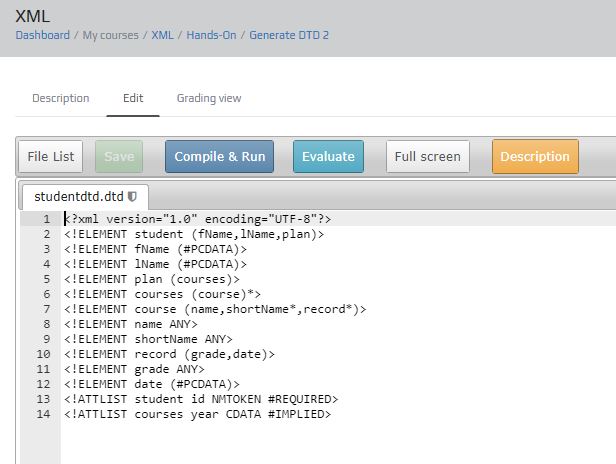 XML
Dashboard / My courses / XML / Hands-On / Generate DTD 2
Description Edit Grading view
File List Save Compile & Run Evaluate Full screen Description
studentdtd.dtd
1 <?xml version="1.0" encoding="UTF-8"?>
2 <!ELEMENT student (fName,lName,plan)>
3 <!ELEMENT fName (#PCDATA)>
4 <!ELEMENT lName (#PCDATA)>
5 <!ELEMENT plan (courses)>
6 <!ELEMENT courses (course)*>
7 <!ELEMENT course (name,shortName*,record*)>
8 <!ELEMENT name ANY>
9 <!ELEMENT shortName ANY>
10 <!ELEMENT record (grade,date)>
11 <!ELEMENT grade ANY>
12 <!ELEMENT date (#PCDATA)>
13 <!ATTLIST student id NMTOKEN #REQUIRED>
14 <!ATTLIST courses year CDATA #IMPLIED>